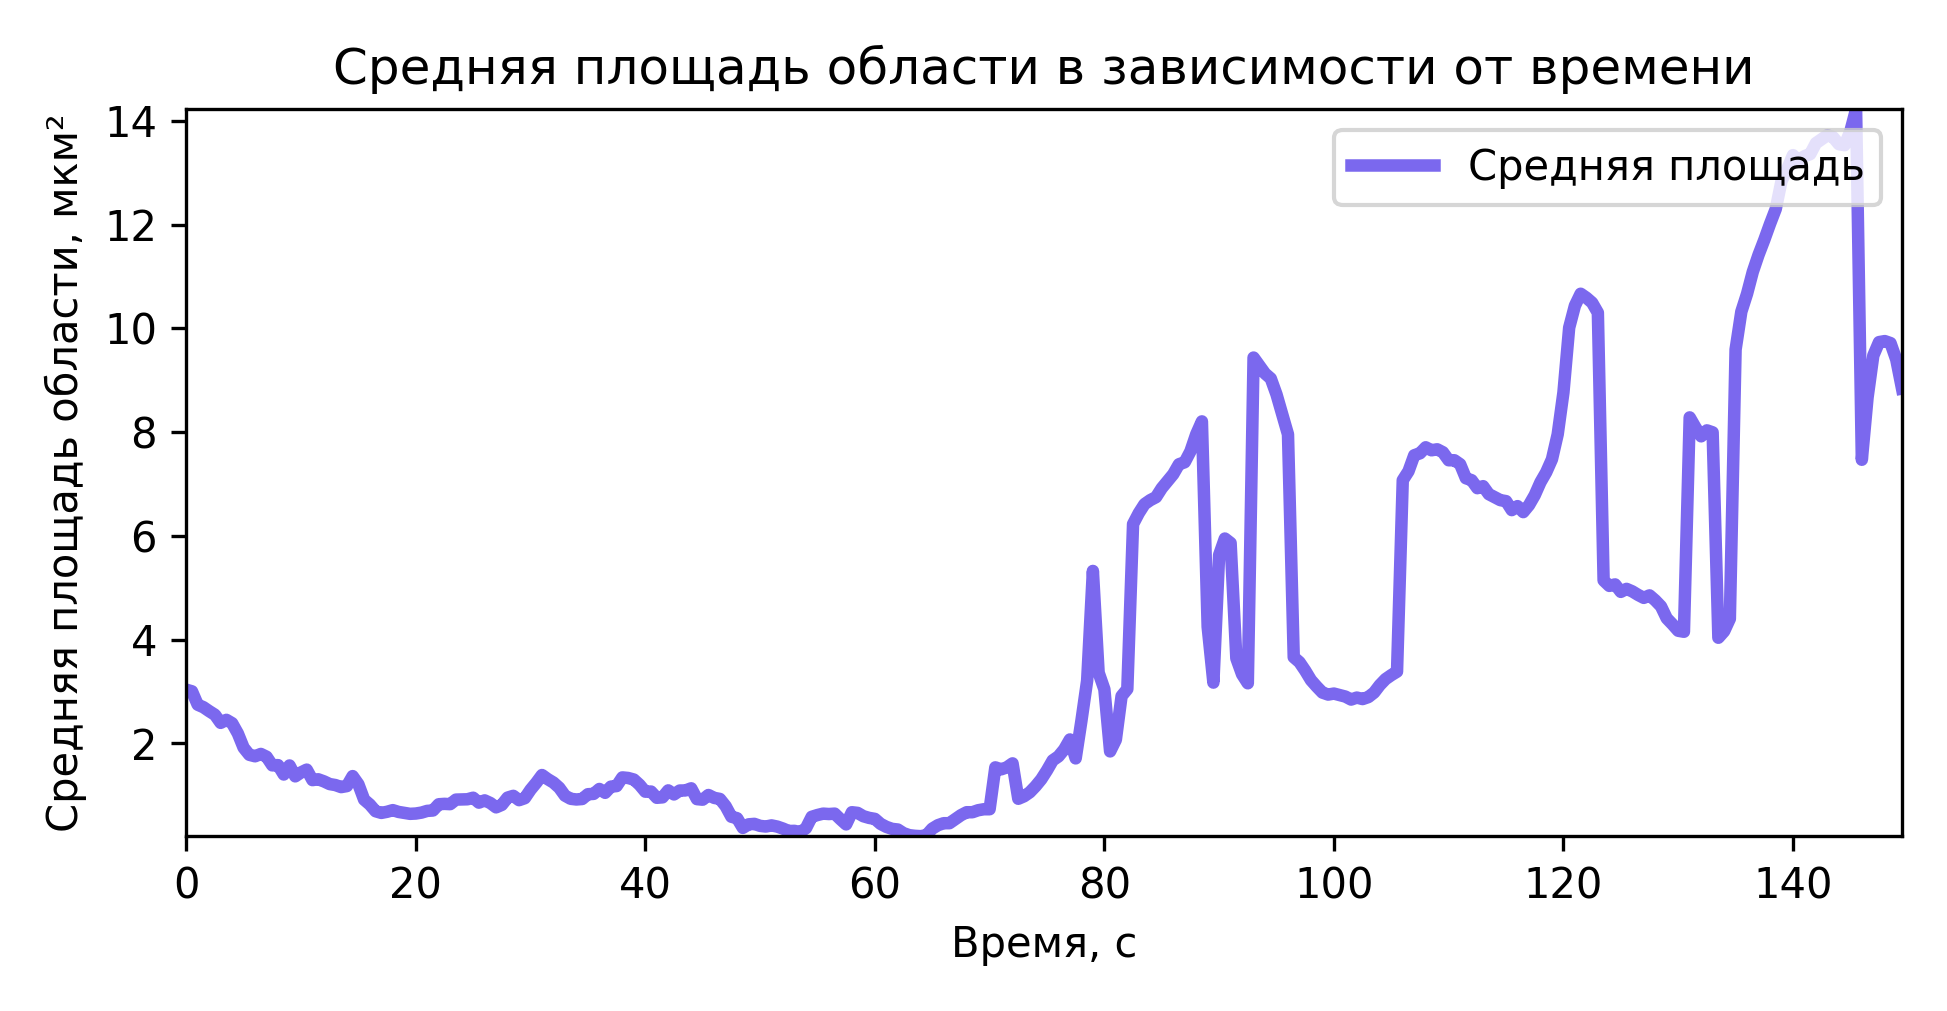 Средняя площадь области в зависимости от времени
Средняя площадь области, мкм²
14
12
10
8
6
4
2
Средняя площадь
0 20 40 60 80 100 120 140
Время, с